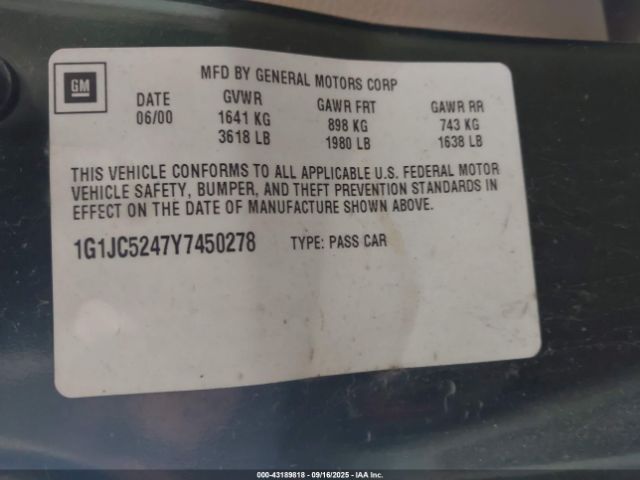 GM
MFD BY GENERAL MOTORS CORP
DATE GVWR GAWR FRT GAWR RR
06/00 1641 KG 898 KG 743 KG
3618 LB 1980 LB 1638 LB
THIS VEHICLE CONFORMS TO ALL APPLICABLE U.S. FEDERAL MOTOR
VEHICLE SAFETY, BUMPER, AND THEFT PREVENTION STANDARDS IN
EFFECT ON THE DATE OF MANUFACTURE SHOWN ABOVE.
1G1JC5247Y7450278 TYPE: PASS CAR
000-43189818 - 09/16/2025 - IAA Inc.